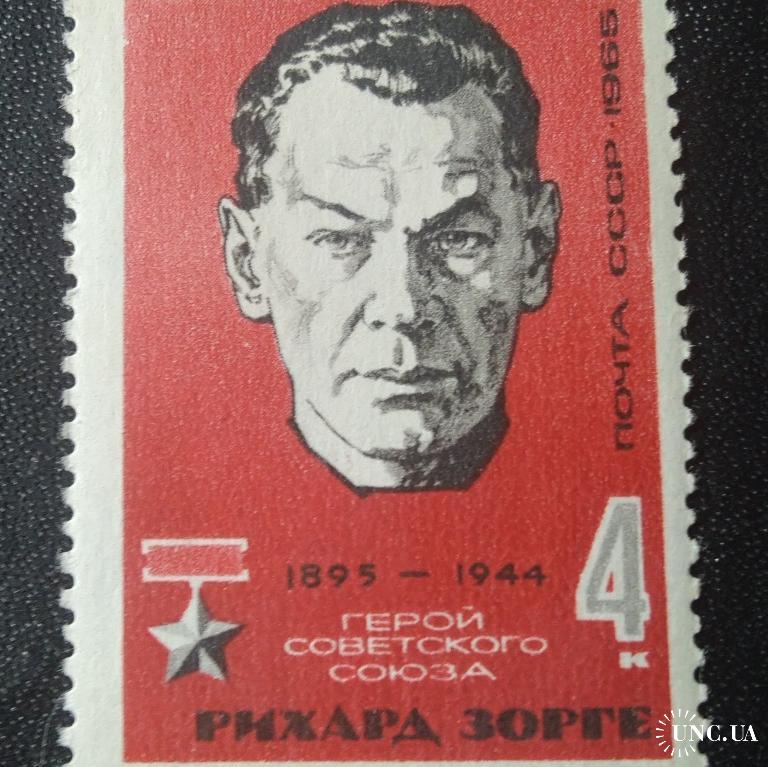 ПОЧТА СССР·1965
4
к
1895 — 1944
ГЕРОЙ
СОВЕТСКОГО
СОЮЗА
РИХАРД ЗОРГЕ
UNC.UA